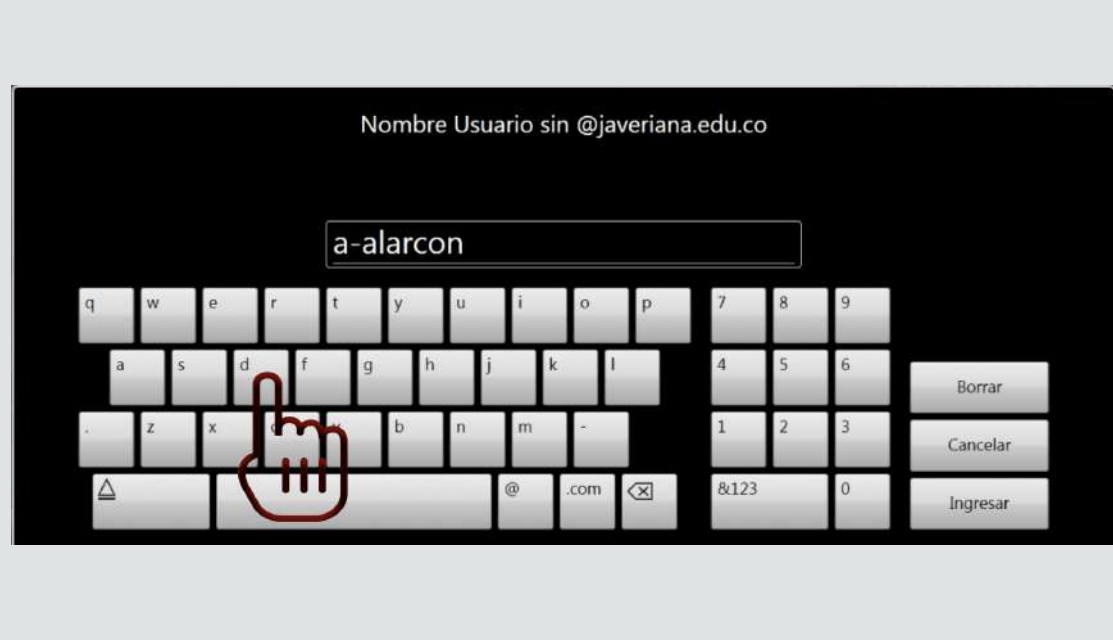 Nombre Usuario sin @javeriana.edu.co
a-alarcon
q w e r t y u i o p 7 8 9
a s d f g h j k l 4 5 6
Borrar
. z x c v b n m - 1 2 3
Cancelar
@ .com &123 0
Ingresar